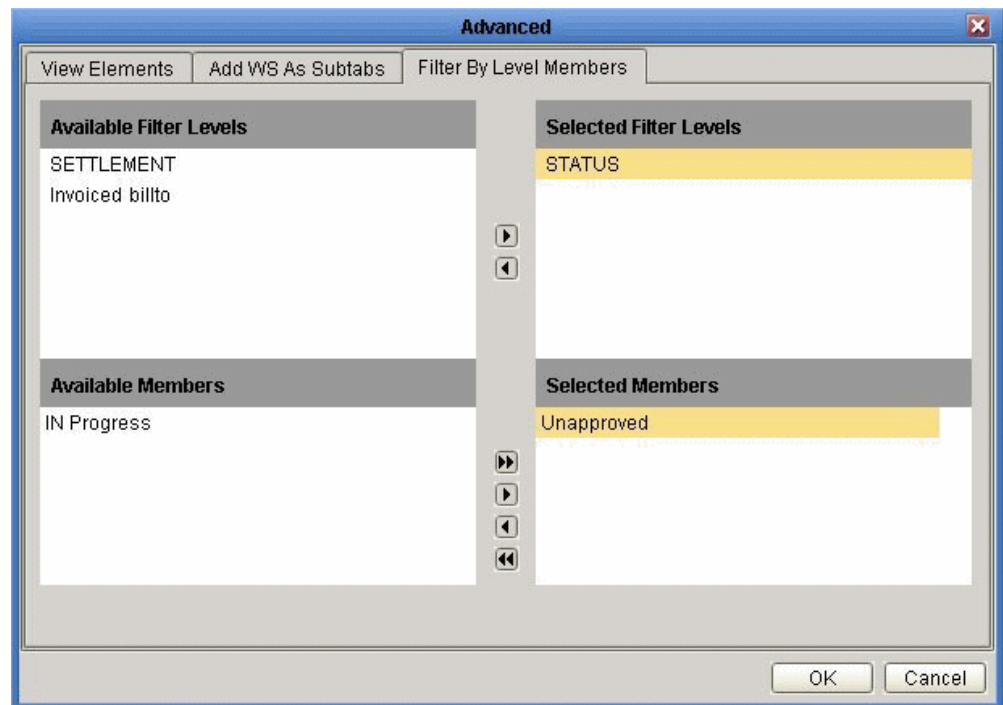 Advanced
View Elements
Add WS As Subtabs
Filter By Level Members
Available Filter Levels
SETTLEMENT
Invoiced billto
Selected Filter Levels
STATUS
Available Members
IN Progress
Selected Members
Unapproved
OK
Cancel